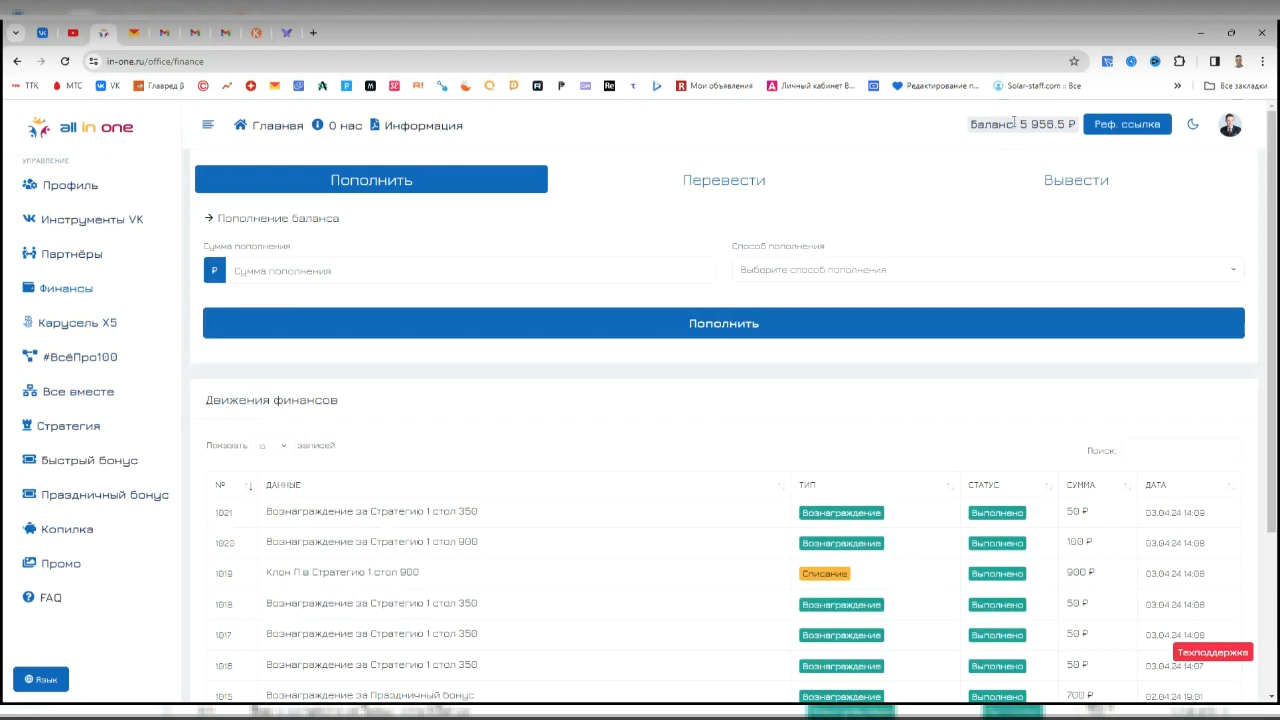 in-one.ru/office/finance
ТТК МТС VK Главред β Мои объявления Личный кабинет B... Редактирование п... Solar-staff.com :: Все Все закладки
all in one
Главная О нас Информация
Баланс: 5 956.5 ₽ Реф. ссылка
УПРАВЛЕНИЕ
Профиль
Инструменты VK
Партнёры
Финансы
Карусель X5
#ВсёПро100
Все вместе
Стратегия
Быстрый бонус
Праздничный бонус
Копилка
Промо
FAQ
Язык
Пополнить Перевести Вывести
Пополнение баланса
Сумма пополнения Способ пополнения
₽ Сумма пополнения Выберите способ пополнения
Пополнить
Движения финансов
Показать 10 записей
Поиск:
№ ДАННЫЕ ТИП СТАТУС СУММА ДАТА
1021 Вознаграждение за Стратегию 1 стол 350 Вознаграждение Выполнено 50 ₽ 03.04.24 14:08
1020 Вознаграждение за Стратегию 1 стол 900 Вознаграждение Выполнено 100 ₽ 03.04.24 14:08
1019 Клон П в Стратегию 1 стол 900 Списание Выполнено 900 ₽ 03.04.24 14:08
1018 Вознаграждение за Стратегию 1 стол 350 Вознаграждение Выполнено 50 ₽ 03.04.24 14:08
1017 Вознаграждение за Стратегию 1 стол 350 Вознаграждение Выполнено 50 ₽ 03.04.24 14:08
Техподдержка
1016 Вознаграждение за Стратегию 1 стол 350 Вознаграждение Выполнено 50 ₽ 03.04.24 14:07
1015 Вознаграждение за Праздничный бонус Вознаграждение Выполнено 700 ₽ 02.04.24 19:01